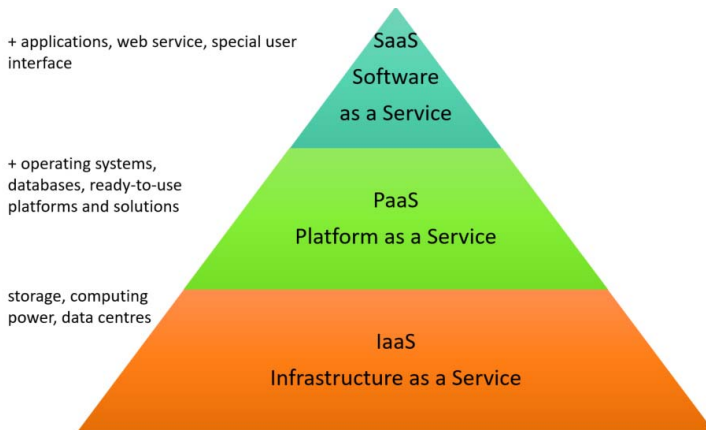 + applications, web service, special user
interface
SaaS
Software
as a Service
+ operating systems,
databases, ready-to-use
platforms and solutions
PaaS
Platform as a Service
storage, computing
power, data centres
IaaS
Infrastructure as a Service